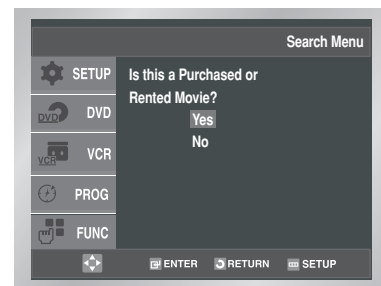 Search Menu
SETUP
Is this a Purchased or
Rented Movie?
DVD
DVD
Yes
No
VCR
VCR
PROG
FUNC
ENTER RETURN SETUP